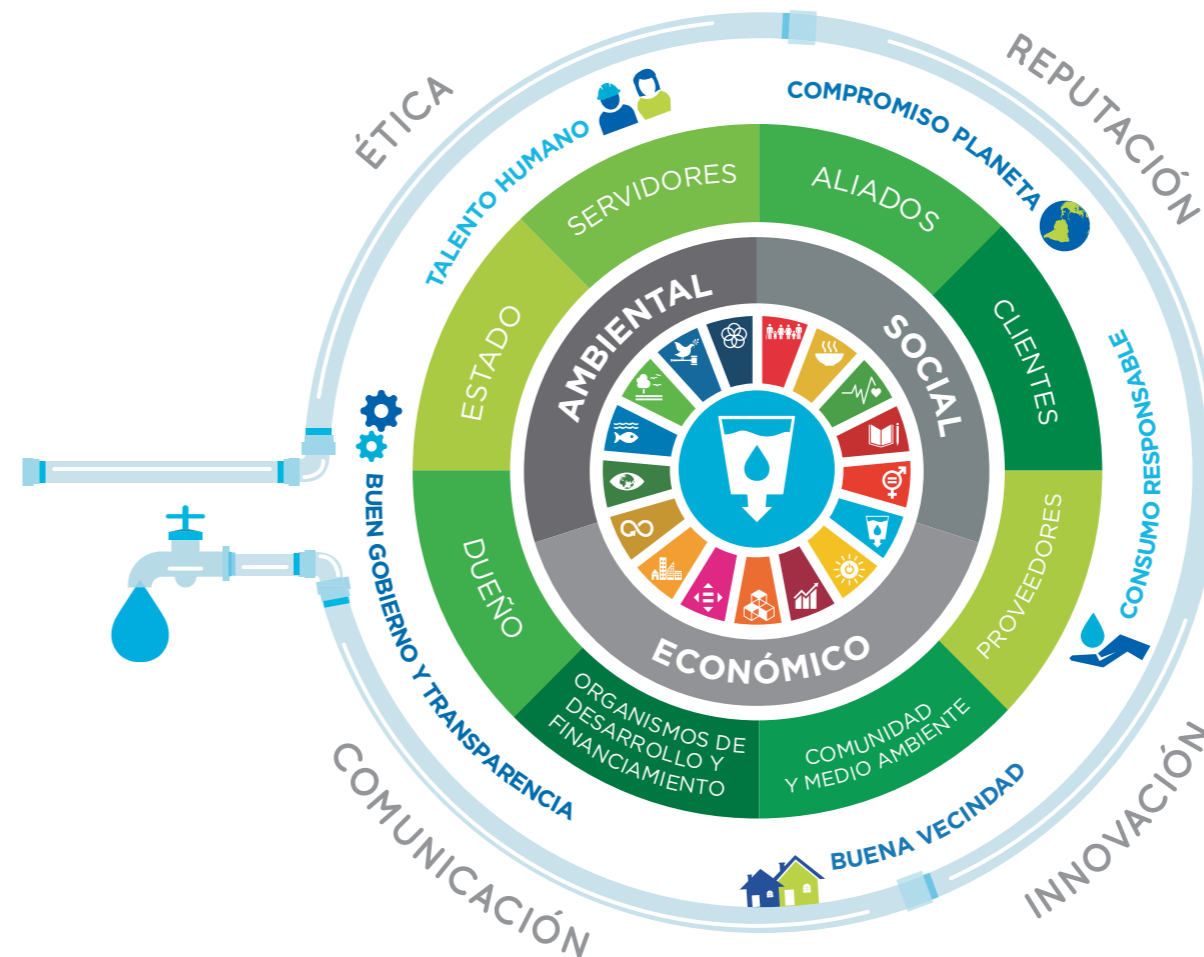 ÉTICA
REPUTACIÓN
INNOVACIÓN
COMUNICACIÓN
TALENTO HUMANO
COMPROMISO PLANETA
CONSUMO RESPONSABLE
BUENA VECINDAD
BUEN GOBIERNO Y TRANSPARENCIA
SERVIDORES
ALIADOS
CLIENTES
PROVEEDORES
COMUNIDAD
Y MEDIO AMBIENTE
ORGANISMOS DE
DESARROLLO Y
FINANCIAMIENTO
DUEÑO
ESTADO
AMBIENTAL
SOCIAL
ECONÓMICO